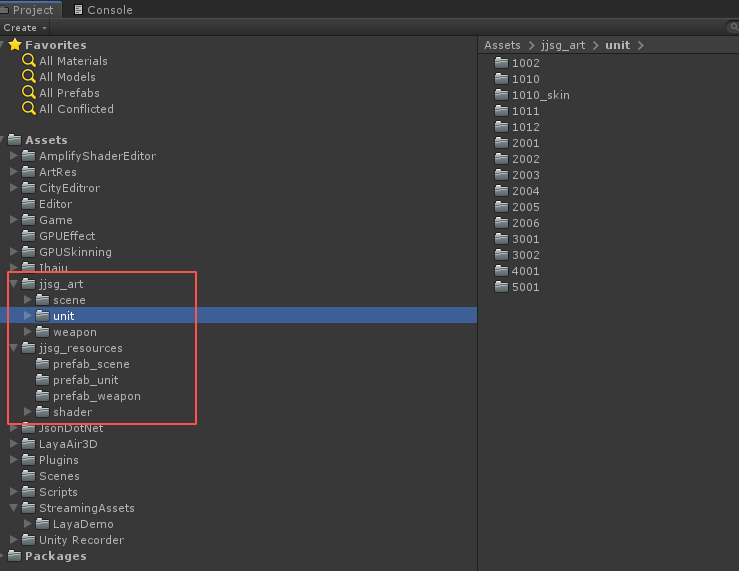 Project
Console
Create
Favorites
All Materials
All Models
All Prefabs
All Conflicted
Assets
AmplifyShaderEditor
ArtRes
CityEditror
Editor
Game
GPUEffect
GPUSkinning
Ihaiu
jjsg_art
scene
unit
weapon
jjsg_resources
prefab_scene
prefab_unit
prefab_weapon
shader
JsonDotNet
LayaAir3D
Plugins
Scenes
Scripts
StreamingAssets
LayaDemo
Unity Recorder
Packages
Assets > jjsg_art > unit >
1002
1010
1010_skin
1011
1012
2001
2002
2003
2004
2005
2006
3001
3002
4001
5001